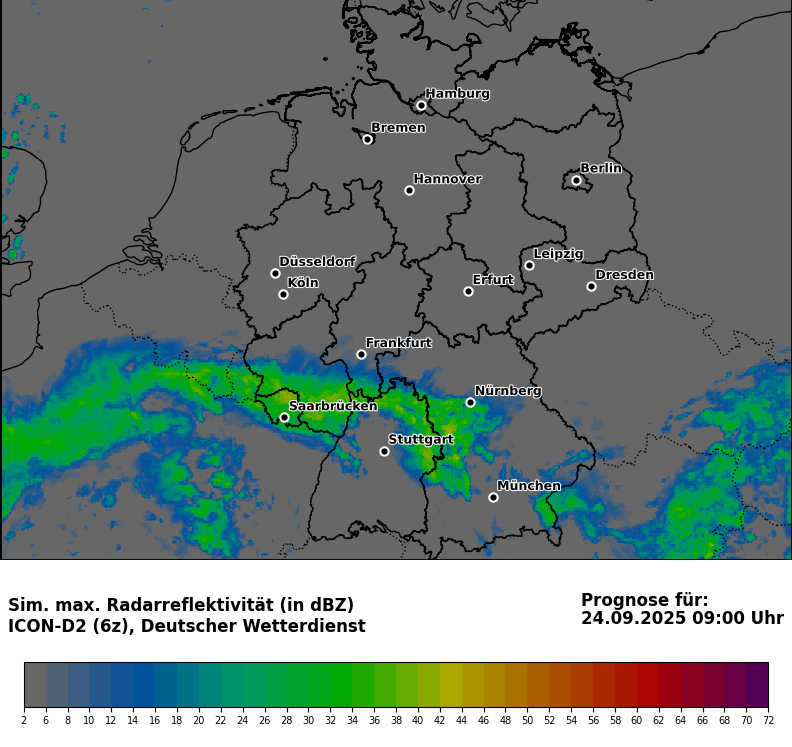 Hamburg
Bremen
Berlin
Hannover
Leipzig
Düsseldorf
Dresden
Köln
Erfurt
Frankfurt
Nürnberg
Saarbrücken
Stuttgart
München
Sim. max. Radarreflektivität (in dBZ)
ICON-D2 (6z), Deutscher Wetterdienst
Prognose für:
24.09.2025 09:00 Uhr
2 6 8 10 12 14 16 18 20 22 24 26 28 30 32 34 36 38 40 42 44 46 48 50 52 54 56 58 60 62 64 66 68 70 72